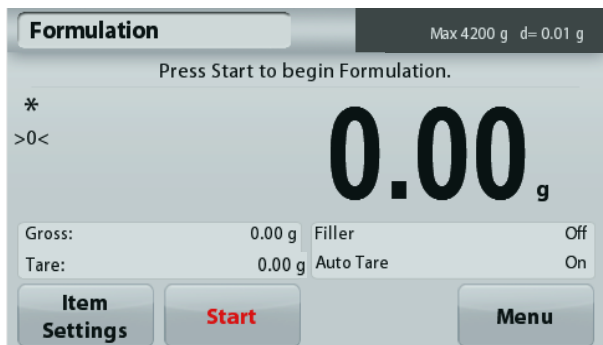 Formulation
Max 4200 g d= 0.01 g
Press Start to begin Formulation.
*
>0<
0.00 g
Gross: 0.00 g Filler Off
Tare: 0.00 g Auto Tare On
Item Settings
Start
Menu